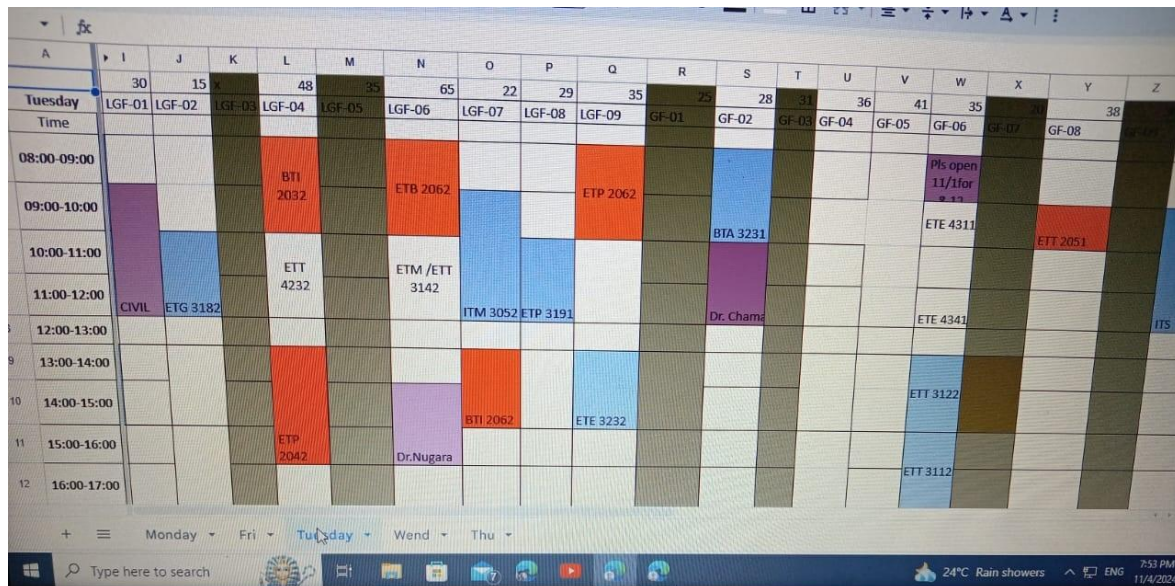 fx
A I J K L M N O P Q R S T U V W X Y Z
30 15 x 48 35 65 22 29 35 25 28 31 36 41 35 20 38
Tuesday LGF-01 LGF-02 LGF-03 LGF-04 LGF-05 LGF-06 LGF-07 LGF-08 LGF-09 GF-01 GF-02 GF-03 GF-04 GF-05 GF-06 GF-07 GF-08
Time
08:00-09:00
BTI
2032
ETB 2062
ETP 2062
Pls open
11/1for
8-12
09:00-10:00
BTA 3231
ETE 4311
ETT 2051
10:00-11:00
ETT
4232
ETM /ETT
3142
11:00-12:00
CIVIL
ETG 3182
ITM 3052
ETP 3191
Dr. Chama
ETE 4341
ITS
12:00-13:00
9 13:00-14:00
10 14:00-15:00
BTI 2062
ETE 3232
ETT 3122
11 15:00-16:00
ETP
2042
Dr.Nugara
ETT 3112
12 16:00-17:00
Monday Fri Tuesday Wend Thu
Type here to search
7
24°C Rain showers
ENG
7:53 PM